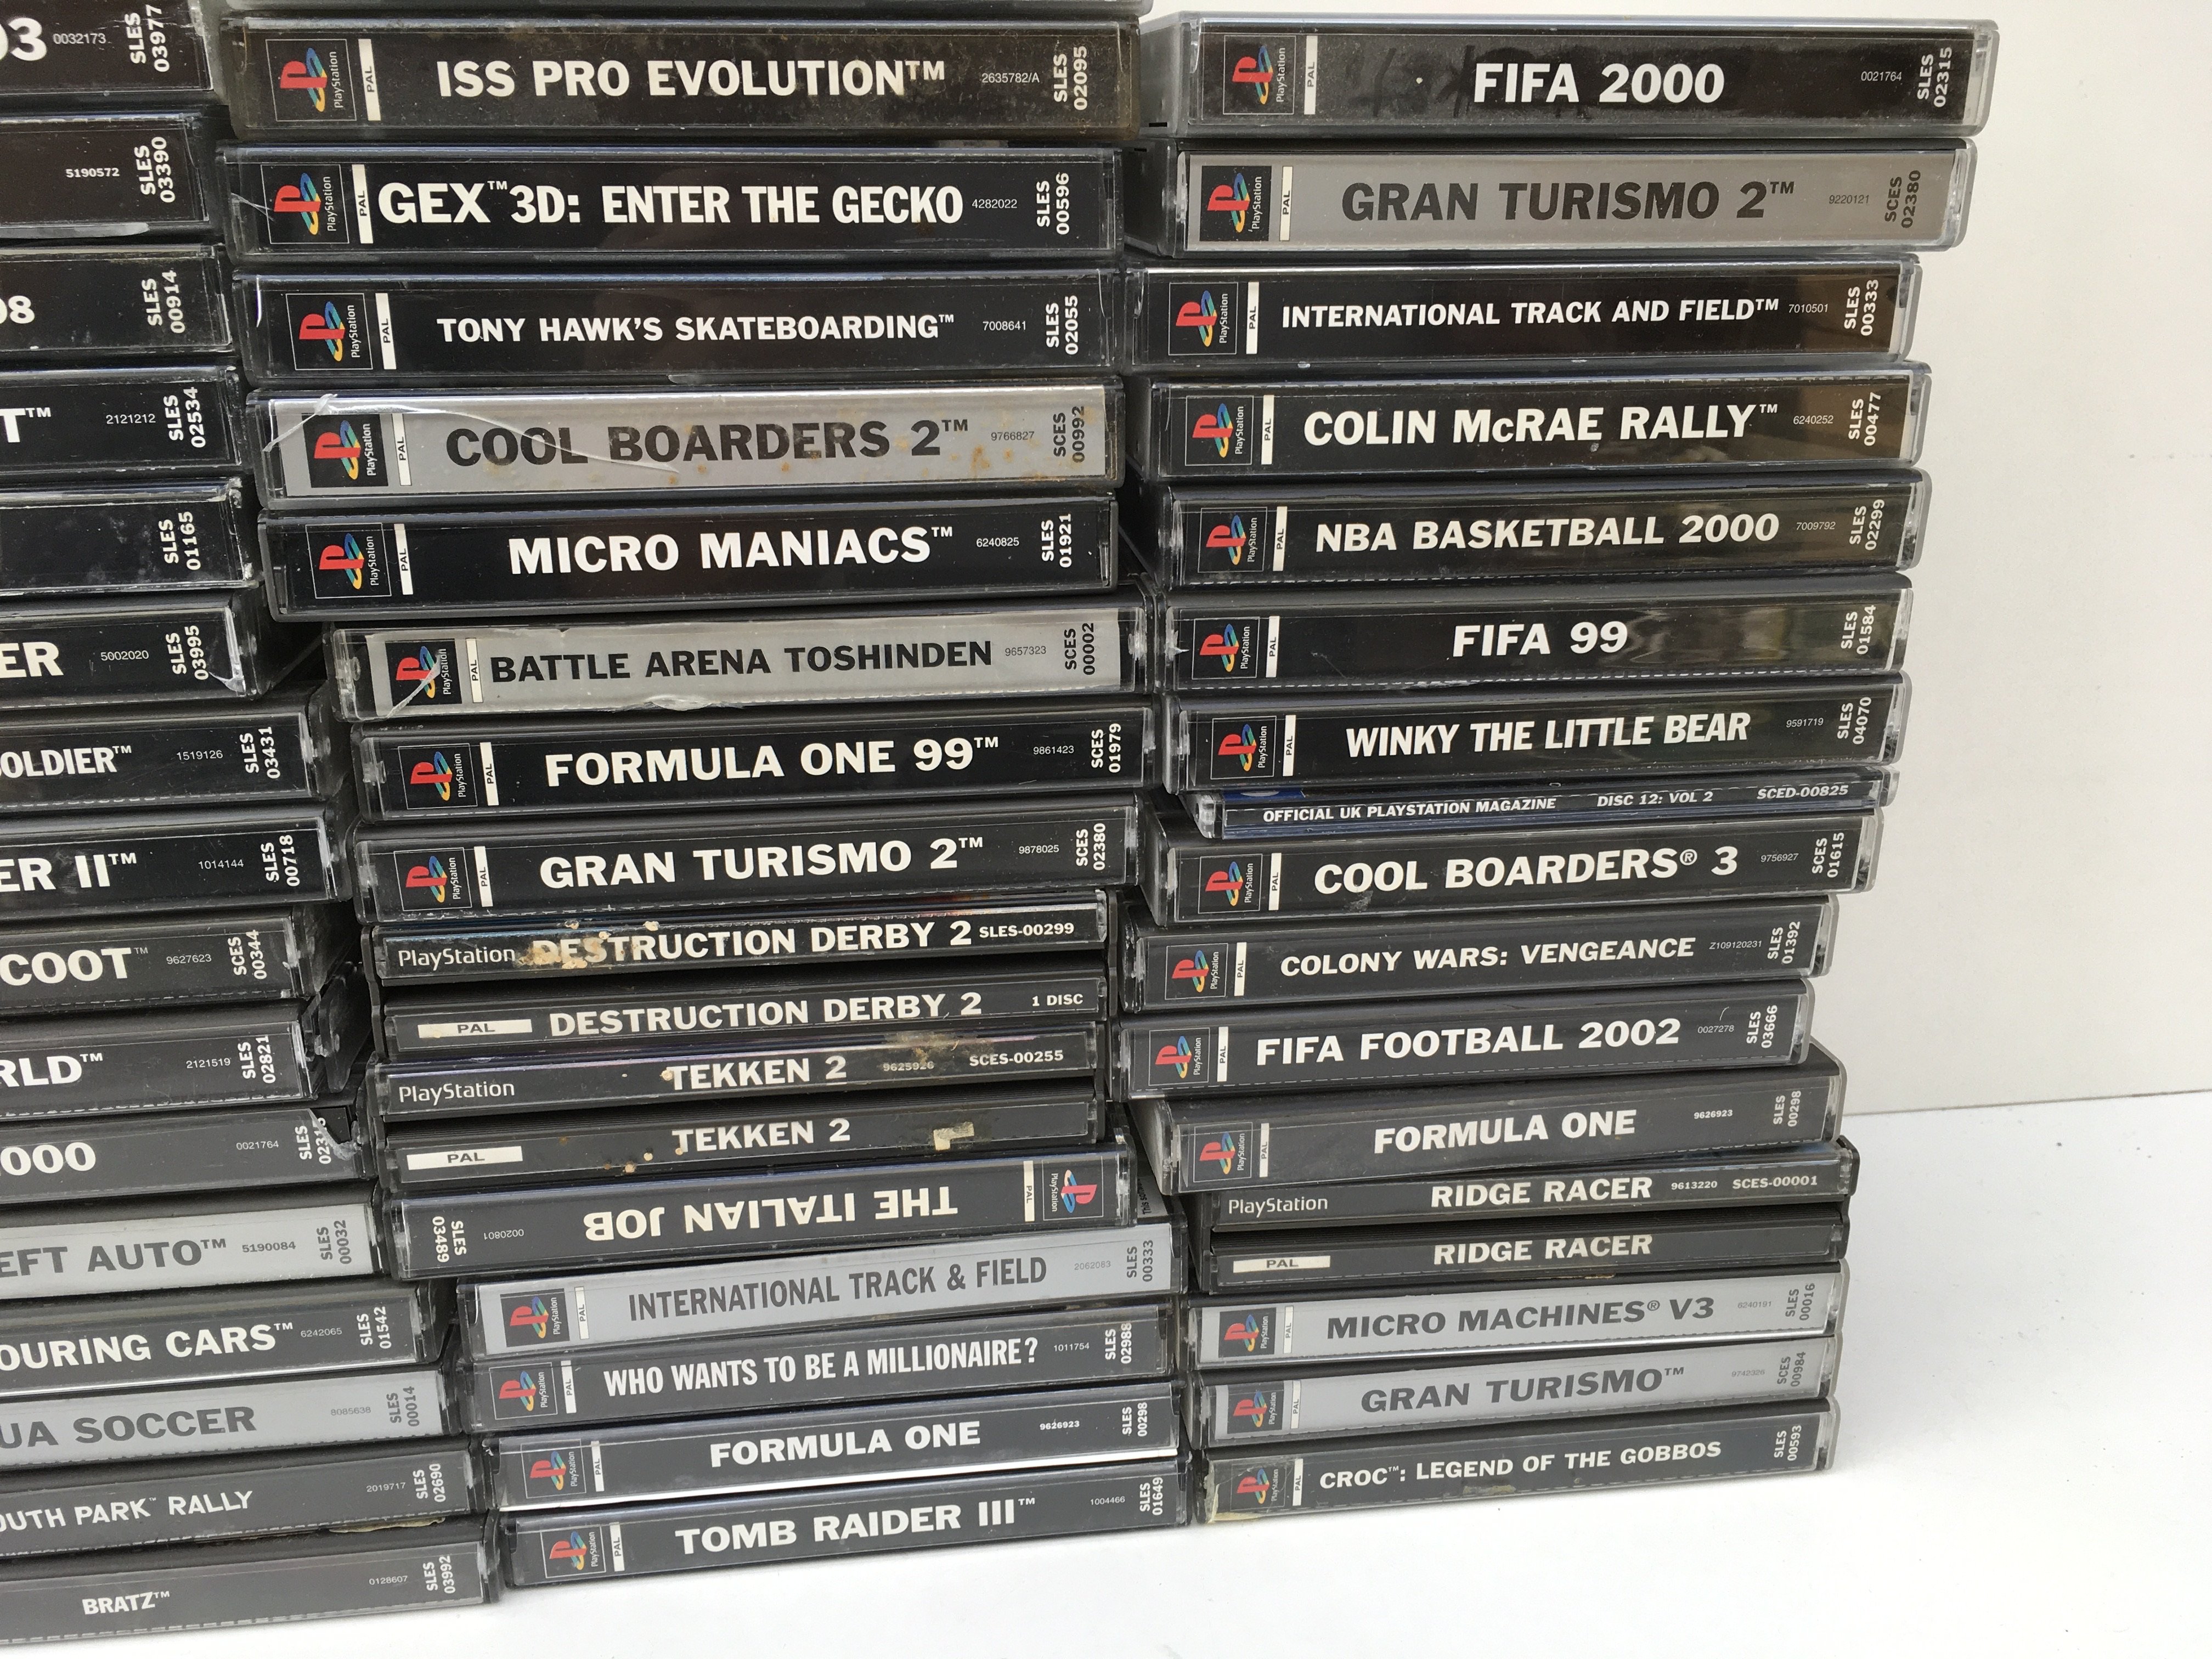 03 0032173 SLES 03977
5190572 SLES 03390
98 SLES 00914
T™ 2121212 SLES 02534
SLES 01165
ER 5002020 SLES 03995
OLDIER™ 1519126 SLES 03431
ER II™ 1014144 SLES 00718
COOT™ 9627623 SCES 00344
RLD™ 2121519 SLES 02821
000 0021764 SLES
EFT AUTO™ 5190084 SLES 00032
OURING CARS™ 6242065 SLES 01542
UA SOCCER 8085638 SLES 00014
OUTH PARK™ RALLY 2019717 SLES 02690
BRATZ™ 0128607 SLES 03992
PlayStation PAL ISS PRO EVOLUTION™ 2635782/A SLES 02095
PlayStation PAL GEX™ 3D: ENTER THE GECKO 4282022 SLES 00596
PlayStation PAL TONY HAWK'S SKATEBOARDING™ 7008641 SLES 02055
PlayStation PAL COOL BOARDERS 2™ 9766827 SCES 00992
PlayStation PAL MICRO MANIACS™ 6240825 SLES 01921
PlayStation PAL BATTLE ARENA TOSHINDEN 9657323 SCES 00002
PlayStation PAL FORMULA ONE 99™ 9861423 SCES 01979
PlayStation PAL GRAN TURISMO 2™ 9878025 SCES 02380
PlayStation DESTRUCTION DERBY 2 SLES-00299
PAL DESTRUCTION DERBY 2 1 DISC
PlayStation TEKKEN 2 9625926 SCES-00255
PAL TEKKEN 2
PlayStation PAL THE ITALIAN JOB 0020801 SLES 03489
PlayStation PAL INTERNATIONAL TRACK & FIELD 2062083 SLES 00333
PlayStation PAL WHO WANTS TO BE A MILLIONAIRE? 1011754 SLES 02988
PlayStation PAL FORMULA ONE 9626923 SLES 00298
PlayStation PAL TOMB RAIDER III™ 1004466 SLES 01649
PlayStation PAL FIFA 2000 0021764 SLES 02315
PlayStation PAL GRAN TURISMO 2™ 9220121 SCES 02380
PlayStation PAL INTERNATIONAL TRACK AND FIELD™ 7010501 SLES 00333
PlayStation PAL COLIN McRAE RALLY™ 6240252 SLES 00477
PlayStation PAL NBA BASKETBALL 2000 7009792 SLES 02299
PlayStation PAL FIFA 99 SLES 01584
PlayStation PAL WINKY THE LITTLE BEAR 9591719 SLES 04070
OFFICIAL UK PLAYSTATION MAGAZINE DISC 12: VOL 2 SCED-00825
PlayStation PAL COOL BOARDERS® 3 9756927 SCES 01615
PlayStation PAL COLONY WARS: VENGEANCE Z109120231 SLES 01392
PlayStation PAL FIFA FOOTBALL 2002 0027278 SLES 03666
PlayStation PAL FORMULA ONE 9626923 SLES 00298
PlayStation RIDGE RACER 9613220 SCES-00001
PAL RIDGE RACER
PlayStation PAL MICRO MACHINES® V3 6240191 SLES 00016
PlayStation PAL GRAN TURISMO™ SCES 00984
PlayStation PAL CROC™: LEGEND OF THE GOBBOS SLES 00593